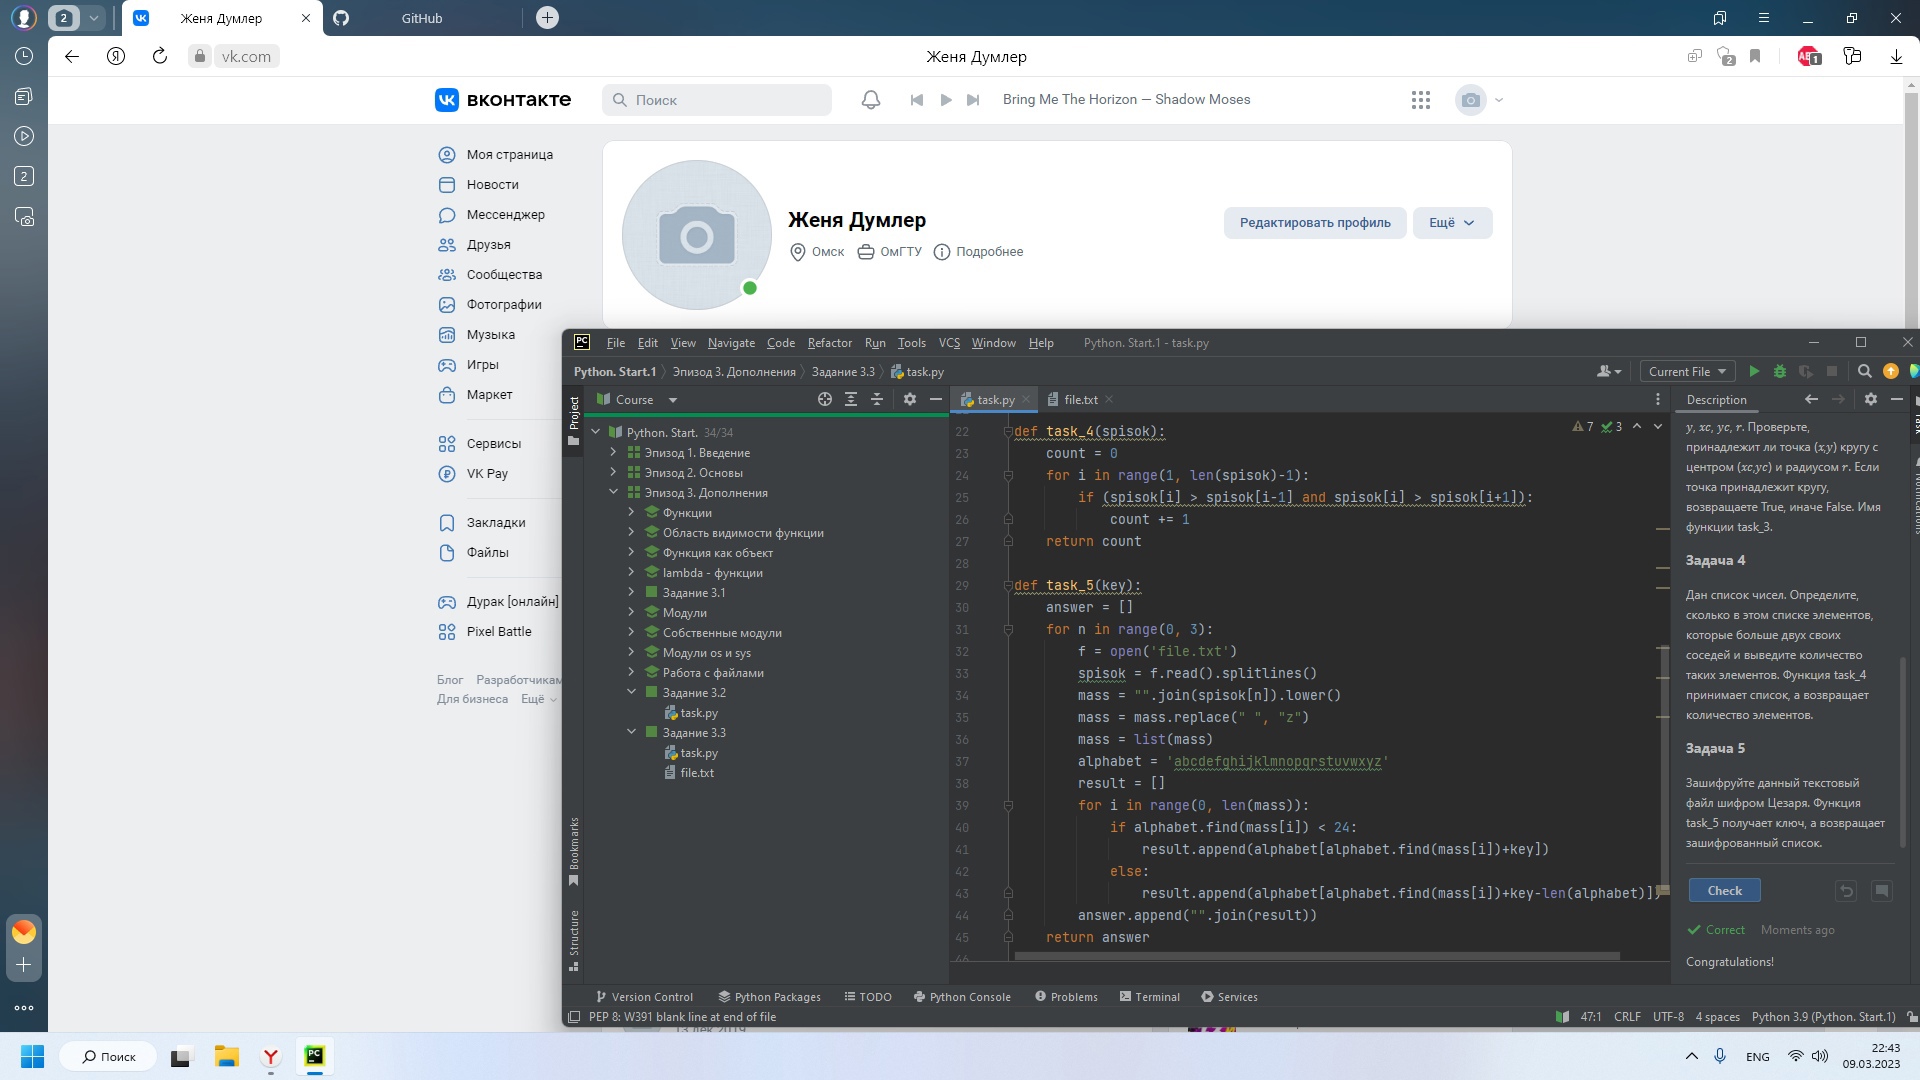 2
Женя Думлер
GitHub
vk.com
Женя Думлер
2
1
вконтакте
Поиск
Bring Me The Horizon — Shadow Moses
2
Моя страница
Новости
Мессенджер
Друзья
Сообщества
Фотографии
Музыка
Игры
Маркет
Сервисы
VK Pay
Закладки
Файлы
Дурак [онлайн]
Pixel Battle
Блог Разработчикам
Для бизнеса Ещё
Женя Думлер
Омск ОмГТУ Подробнее
Редактировать профиль
Ещё
PC File Edit View Navigate Code Refactor Run Tools VCS Window Help Python. Start.1 - task.py
Python. Start.1 Эпизод 3. Дополнения Задание 3.3 task.py
Current File
Project
Bookmarks
Structure
Course
Python. Start. 34/34
Эпизод 1. Введение
Эпизод 2. Основы
Эпизод 3. Дополнения
Функции
Область видимости функции
Функция как объект
lambda - функции
Задание 3.1
Модули
Собственные модули
Модули os и sys
Работа с файлами
Задание 3.2
task.py
Задание 3.3
task.py
file.txt
task.py file.txt
7 3
22 def task_4(spisok):
23 count = 0
24 for i in range(1, len(spisok)-1):
25 if (spisok[i] > spisok[i-1] and spisok[i] > spisok[i+1]):
26 count += 1
27 return count
28
29 def task_5(key):
30 answer = []
31 for n in range(0, 3):
32 f = open('file.txt')
33 spisok = f.read().splitlines()
34 mass = "".join(spisok[n]).lower()
35 mass = mass.replace(" ", "z")
36 mass = list(mass)
37 alphabet = 'abcdefghijklmnopqrstuvwxyz'
38 result = []
39 for i in range(0, len(mass)):
40 if alphabet.find(mass[i]) < 24:
41 result.append(alphabet[alphabet.find(mass[i])+key])
42 else:
43 result.append(alphabet[alphabet.find(mass[i])+key-len(alphabet)])
44 answer.append("".join(result))
45 return answer
46
Description
y, xc, yc, r. Проверьте,
принадлежит ли точка (x,y) кругу с
центром (xc,yc) и радиусом r. Если
точка принадлежит кругу,
возвращаете True, иначе False. Имя
функции task_3.
Задача 4
Дан список чисел. Определите,
сколько в этом списке элементов,
которые больше двух своих
соседей и выведите количество
таких элементов. Функция task_4
принимает список, а возвращает
количество элементов.
Задача 5
Зашифруйте данный текстовый
файл шифром Цезаря. Функция
task_5 получает ключ, а возвращает
зашифрованный список.
Check
Correct Moments ago
Congratulations!
Version Control Python Packages TODO Python Console Problems Terminal Services
PEP 8: W391 blank line at end of file
47:1 CRLF UTF-8 4 spaces Python 3.9 (Python. Start.1)
13 дек 2019
Поиск
PC
ENG
22:43
09.03.2023